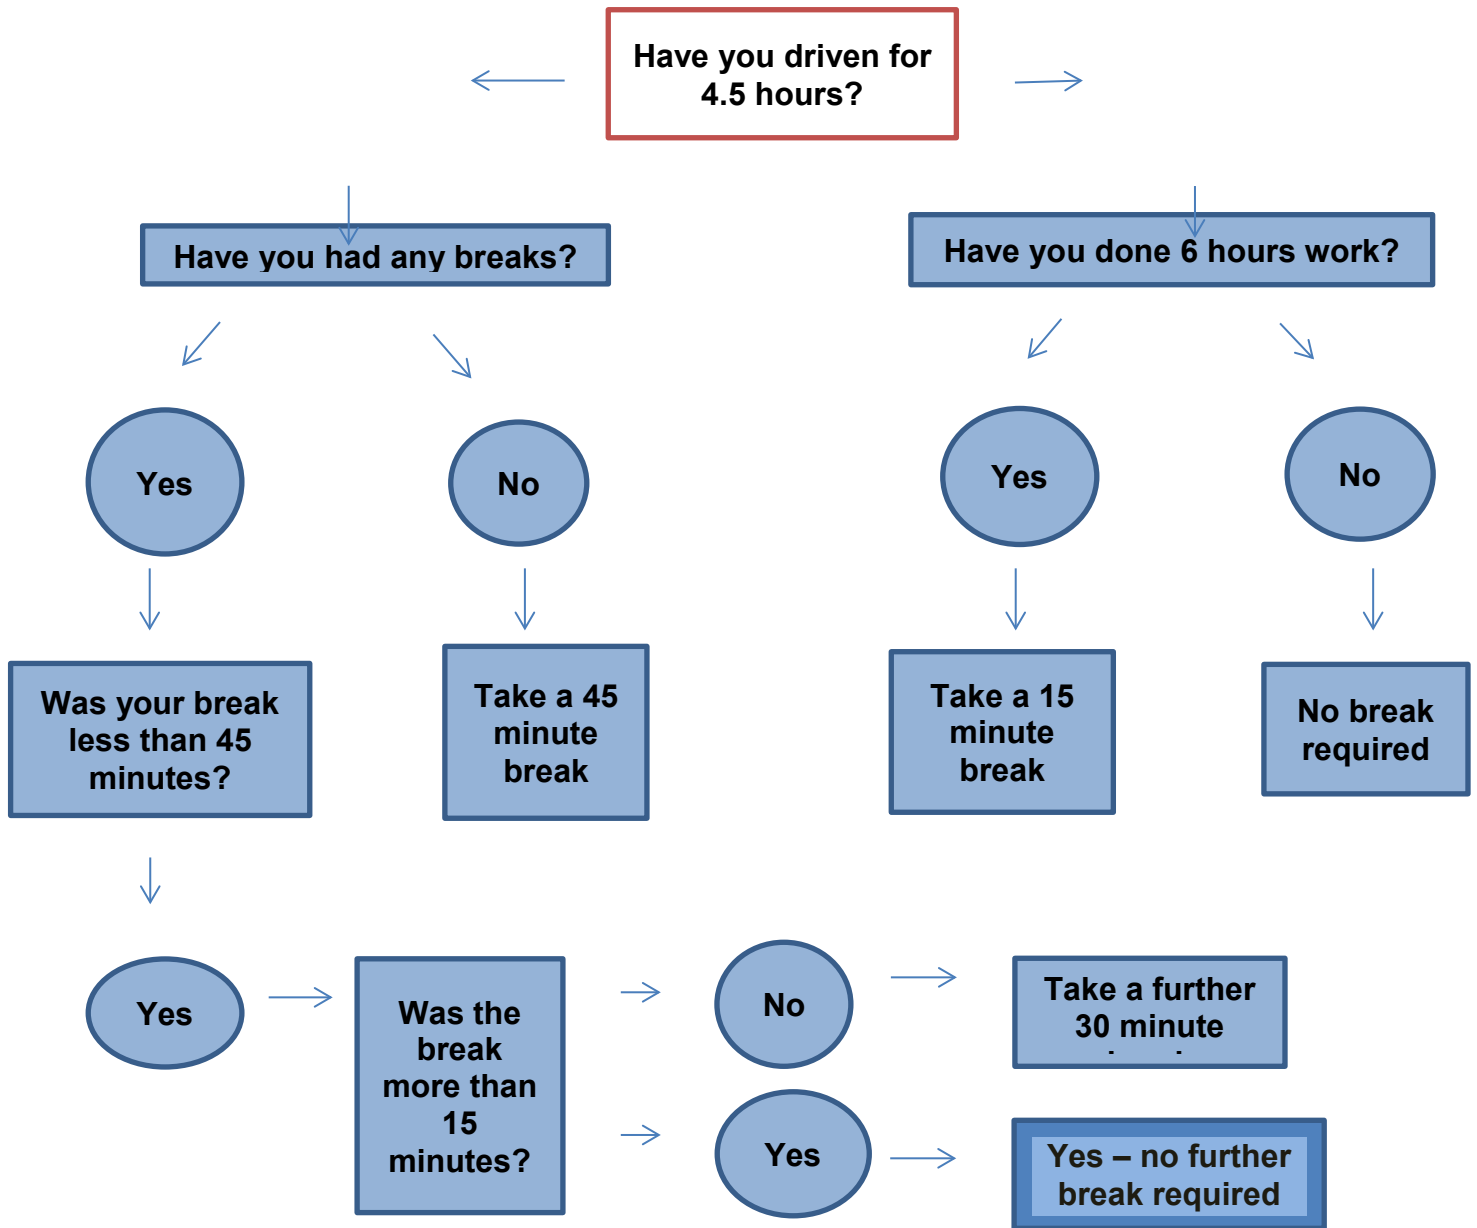 Have you driven for
4.5 hours?
Have you had any breaks?
Have you done 6 hours work?
Yes
No
Yes
No
Was your break
less than 45
minutes?
Take a 45
minute
break
Take a 15
minute
break
No break
required
Yes
Was the
break
more than
15
minutes?
No
Take a further
30 minute
Yes
Yes – no further
break required